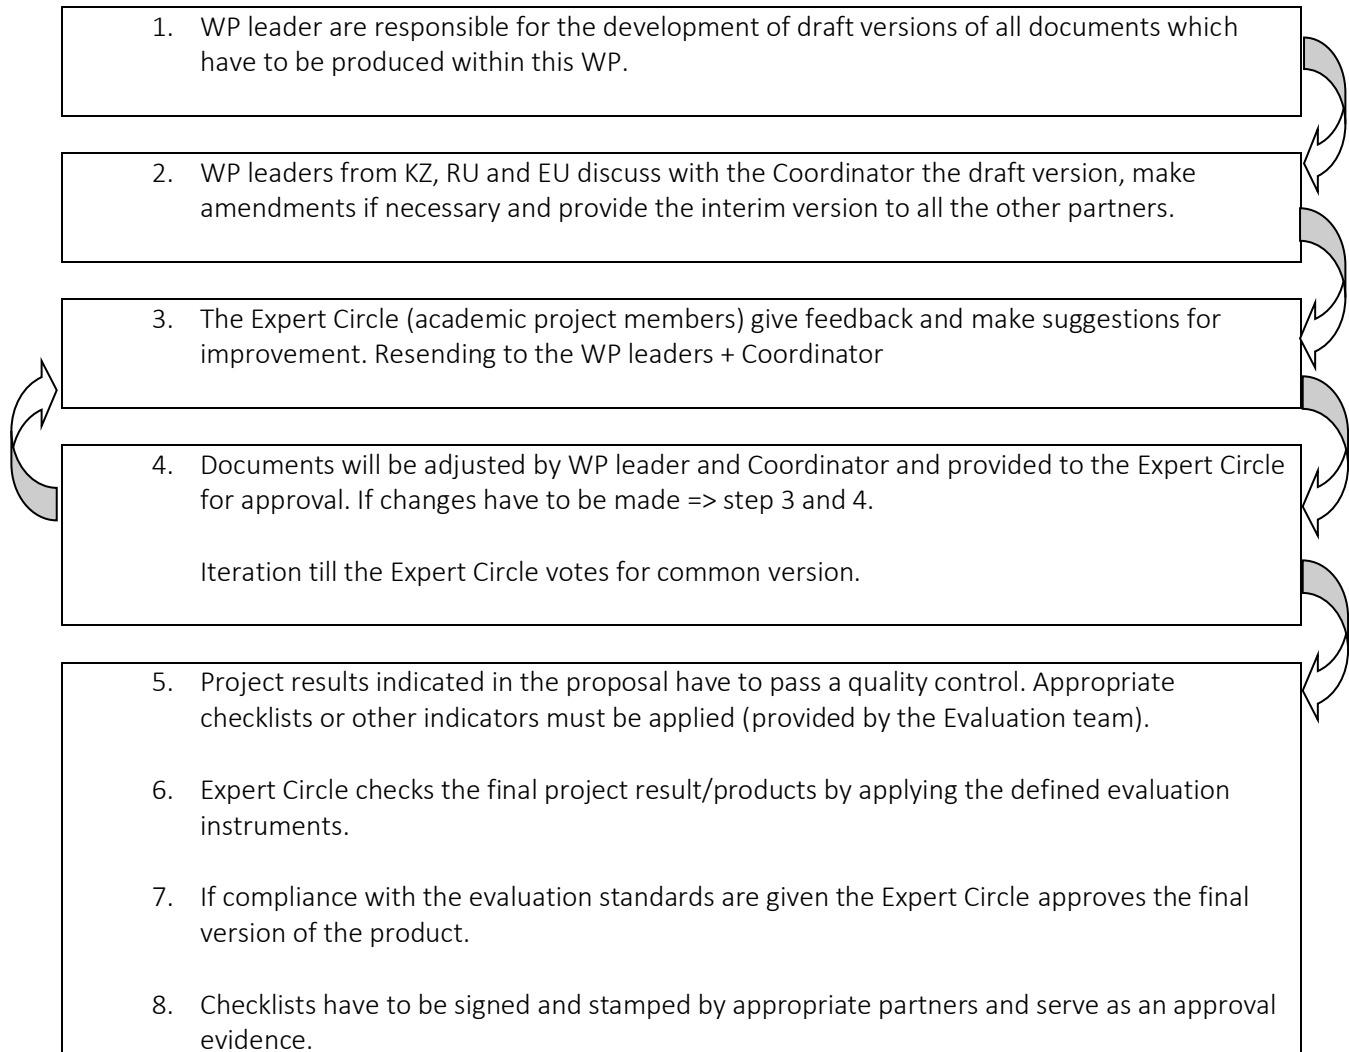 1. WP leader are responsible for the development of draft versions of all documents which
have to be produced within this WP.
2. WP leaders from KZ, RU and EU discuss with the Coordinator the draft version, make
amendments if necessary and provide the interim version to all the other partners.
3. The Expert Circle (academic project members) give feedback and make suggestions for
improvement. Resending to the WP leaders + Coordinator
4. Documents will be adjusted by WP leader and Coordinator and provided to the Expert Circle
for approval. If changes have to be made => step 3 and 4.
Iteration till the Expert Circle votes for common version.
5. Project results indicated in the proposal have to pass a quality control. Appropriate
checklists or other indicators must be applied (provided by the Evaluation team).
6. Expert Circle checks the final project result/products by applying the defined evaluation
instruments.
7. If compliance with the evaluation standards are given the Expert Circle approves the final
version of the product.
8. Checklists have to be signed and stamped by appropriate partners and serve as an approval
evidence.